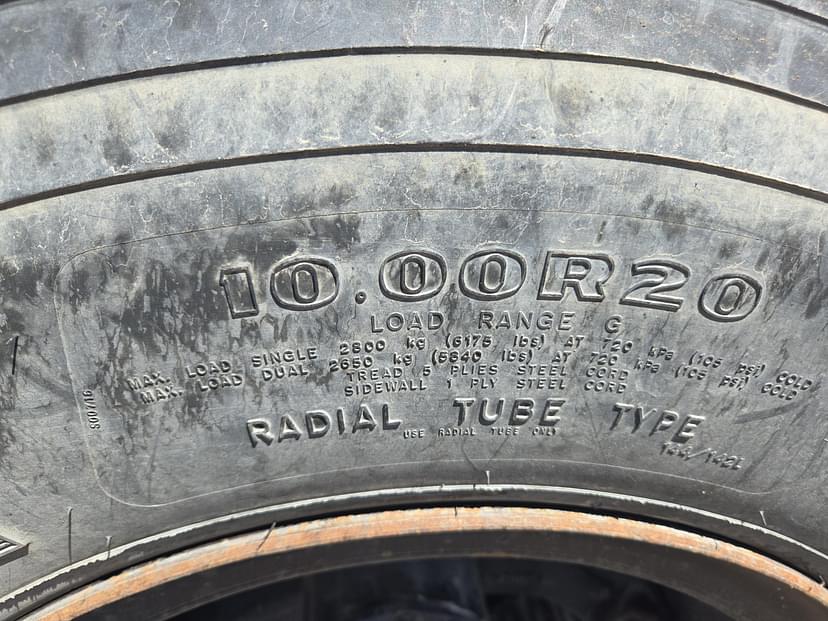 10.00R20
LOAD RANGE G
MAX. LOAD SINGLE 2800 kg (6175 lbs) AT 720 kPa (105 psi) COLD
MAX. LOAD DUAL 2650 kg (5840 lbs) AT 720 kPa (105 psi) COLD
TREAD 5 PLIES STEEL CORD
SIDEWALL 1 PLY STEEL CORD
RADIAL TUBE TYPE
USE RADIAL TUBE ONLY
144/142L